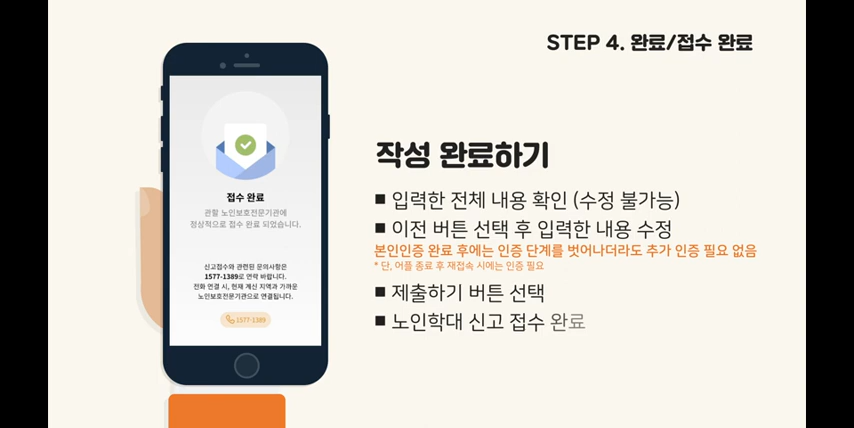 STEP 4. 완료/접수 완료
작성 완료하기
■ 입력한 전체 내용 확인 (수정 불가능)
■ 이전 버튼 선택 후 입력한 내용 수정
본인인증 완료 후에는 인증 단계를 벗어나더라도 추가 인증 필요 없음
* 단, 어플 종료 후 재접속 시에는 인증 필요
■ 제출하기 버튼 선택
■ 노인학대 신고 접수 완료
접수 완료
관할 노인보호전문기관에
정상적으로 접수 완료 되었습니다.
신고접수와 관련된 문의사항은
1577-1389로 연락 바랍니다.
전화 연결 시, 현재 계신 지역과 가까운
노인보호전문기관으로 연결됩니다.
1577-1389